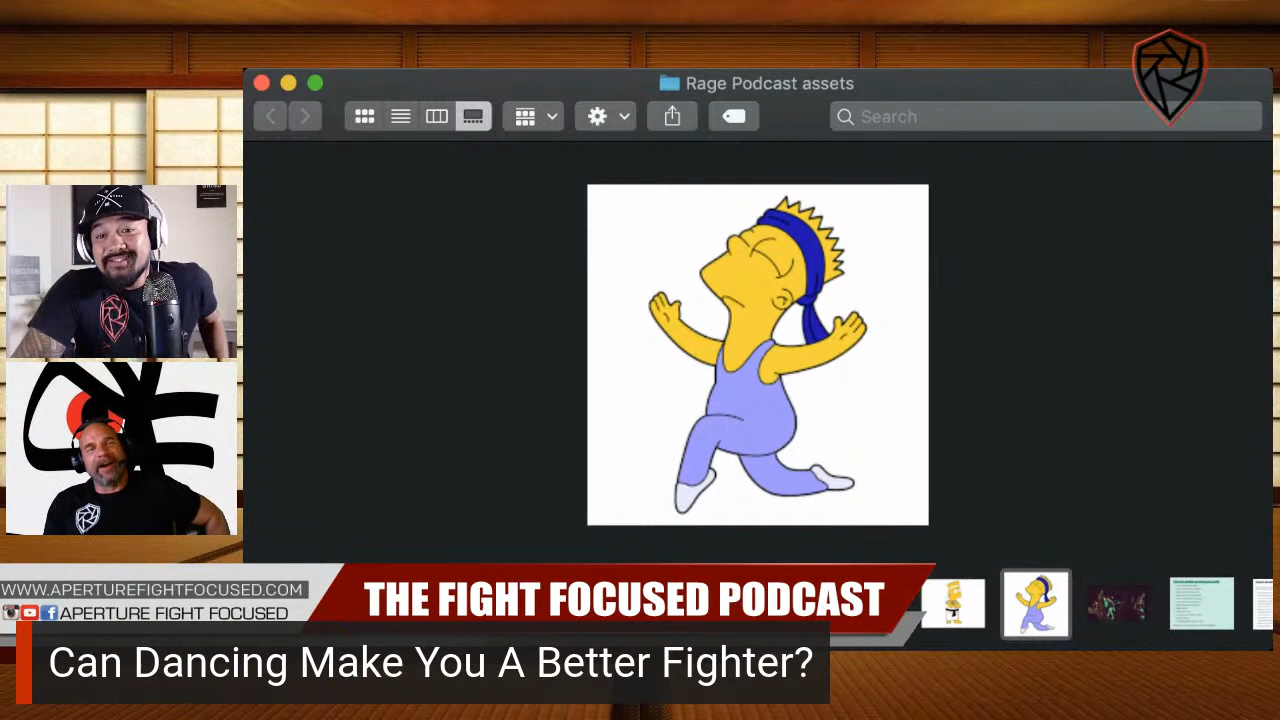 Rage Podcast assets
Search
EXECUTION
WWW.APERTUREFIGHTFOCUSED.COM
APERTURE FIGHT FOCUSED
THE FIGHT FOCUSED PODCAST
Can Dancing Make You A Better Fighter?